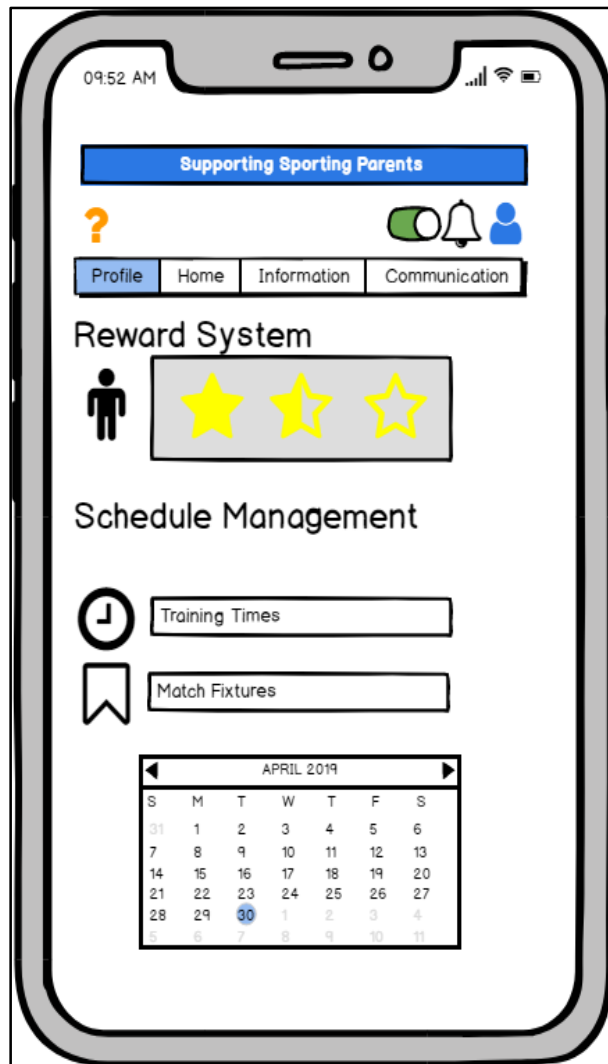 09:52 AM
Supporting Sporting Parents
?
Profile Home Information Communication
Reward System
Schedule Management
Training Times
Match Fixtures
APRIL 2019
S M T W T F S
31 1 2 3 4 5 6
7 8 9 10 11 12 13
14 15 16 17 18 19 20
21 22 23 24 25 26 27
28 29 30 1 2 3 4
5 6 7 8 9 10 11